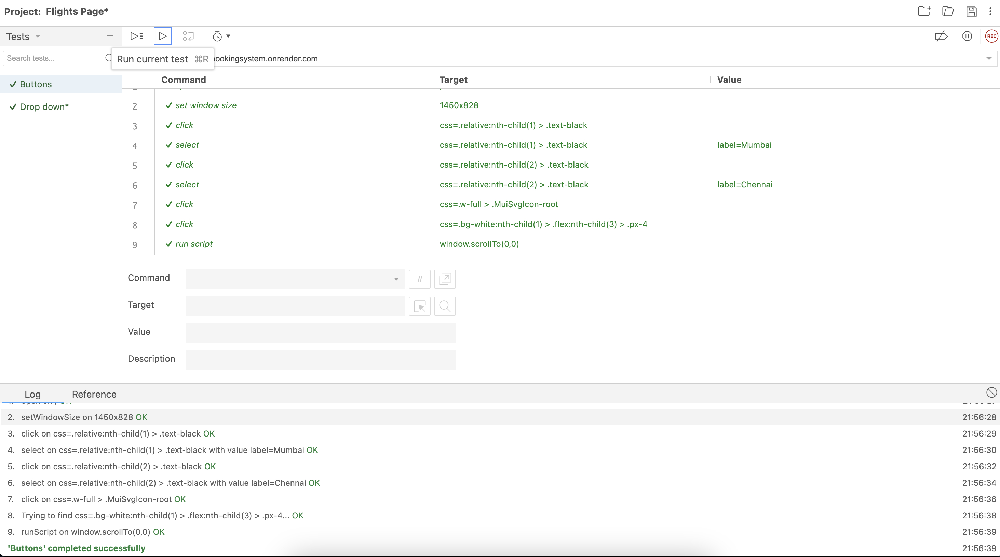 Project: Flights Page*
Tests
REC
Search tests...
Run current test ⌘R
ookingsystem.onrender.com
Command Target Value
✓ Buttons
✓ Drop down*
2 ✓ set window size 1450x828
3 ✓ click css=.relative:nth-child(1) > .text-black
4 ✓ select css=.relative:nth-child(1) > .text-black label=Mumbai
5 ✓ click css=.relative:nth-child(2) > .text-black
6 ✓ select css=.relative:nth-child(2) > .text-black label=Chennai
7 ✓ click css=.w-full > .MuiSvgIcon-root
8 ✓ click css=.bg-white:nth-child(1) > .flex:nth-child(3) > .px-4
9 ✓ run script window.scrollTo(0,0)
Command //
Target
Value
Description
Log Reference
2. setWindowSize on 1450x828 OK 21:56:28
3. click on css=.relative:nth-child(1) > .text-black OK 21:56:29
4. select on css=.relative:nth-child(1) > .text-black with value label=Mumbai OK 21:56:30
5. click on css=.relative:nth-child(2) > .text-black OK 21:56:32
6. select on css=.relative:nth-child(2) > .text-black with value label=Chennai OK 21:56:34
7. click on css=.w-full > .MuiSvgIcon-root OK 21:56:36
8. Trying to find css=.bg-white:nth-child(1) > .flex:nth-child(3) > .px-4... OK 21:56:38
9. runScript on window.scrollTo(0,0) OK 21:56:39
'Buttons' completed successfully 21:56:39